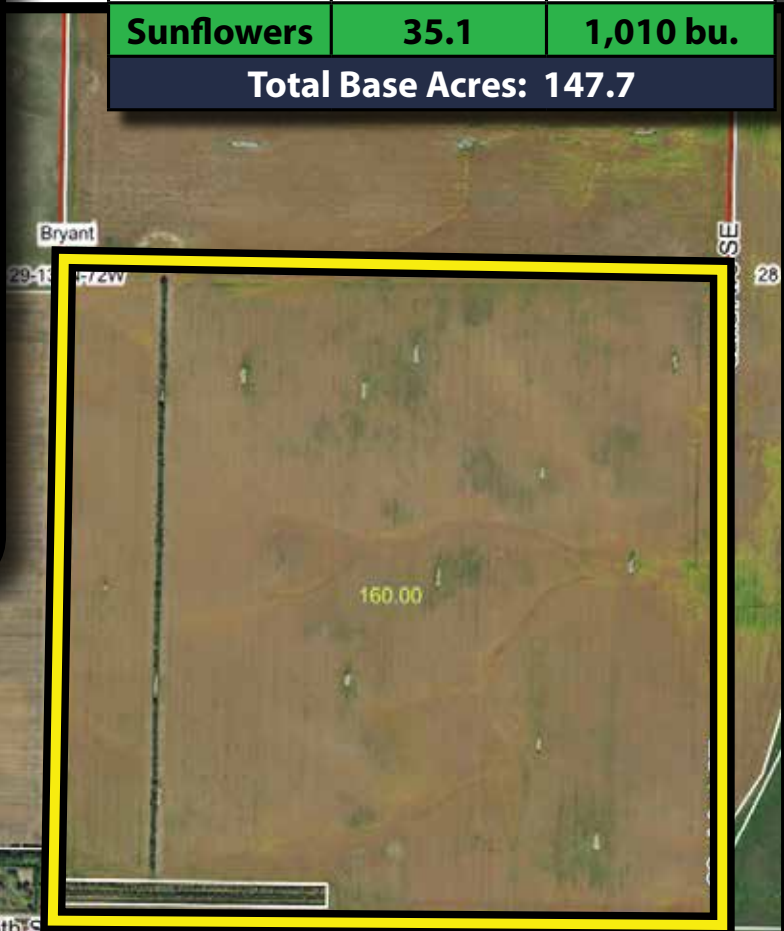 Sunflowers 35.1 1,010 bu.
Total Base Acres: 147.7
Bryant
28
160.00